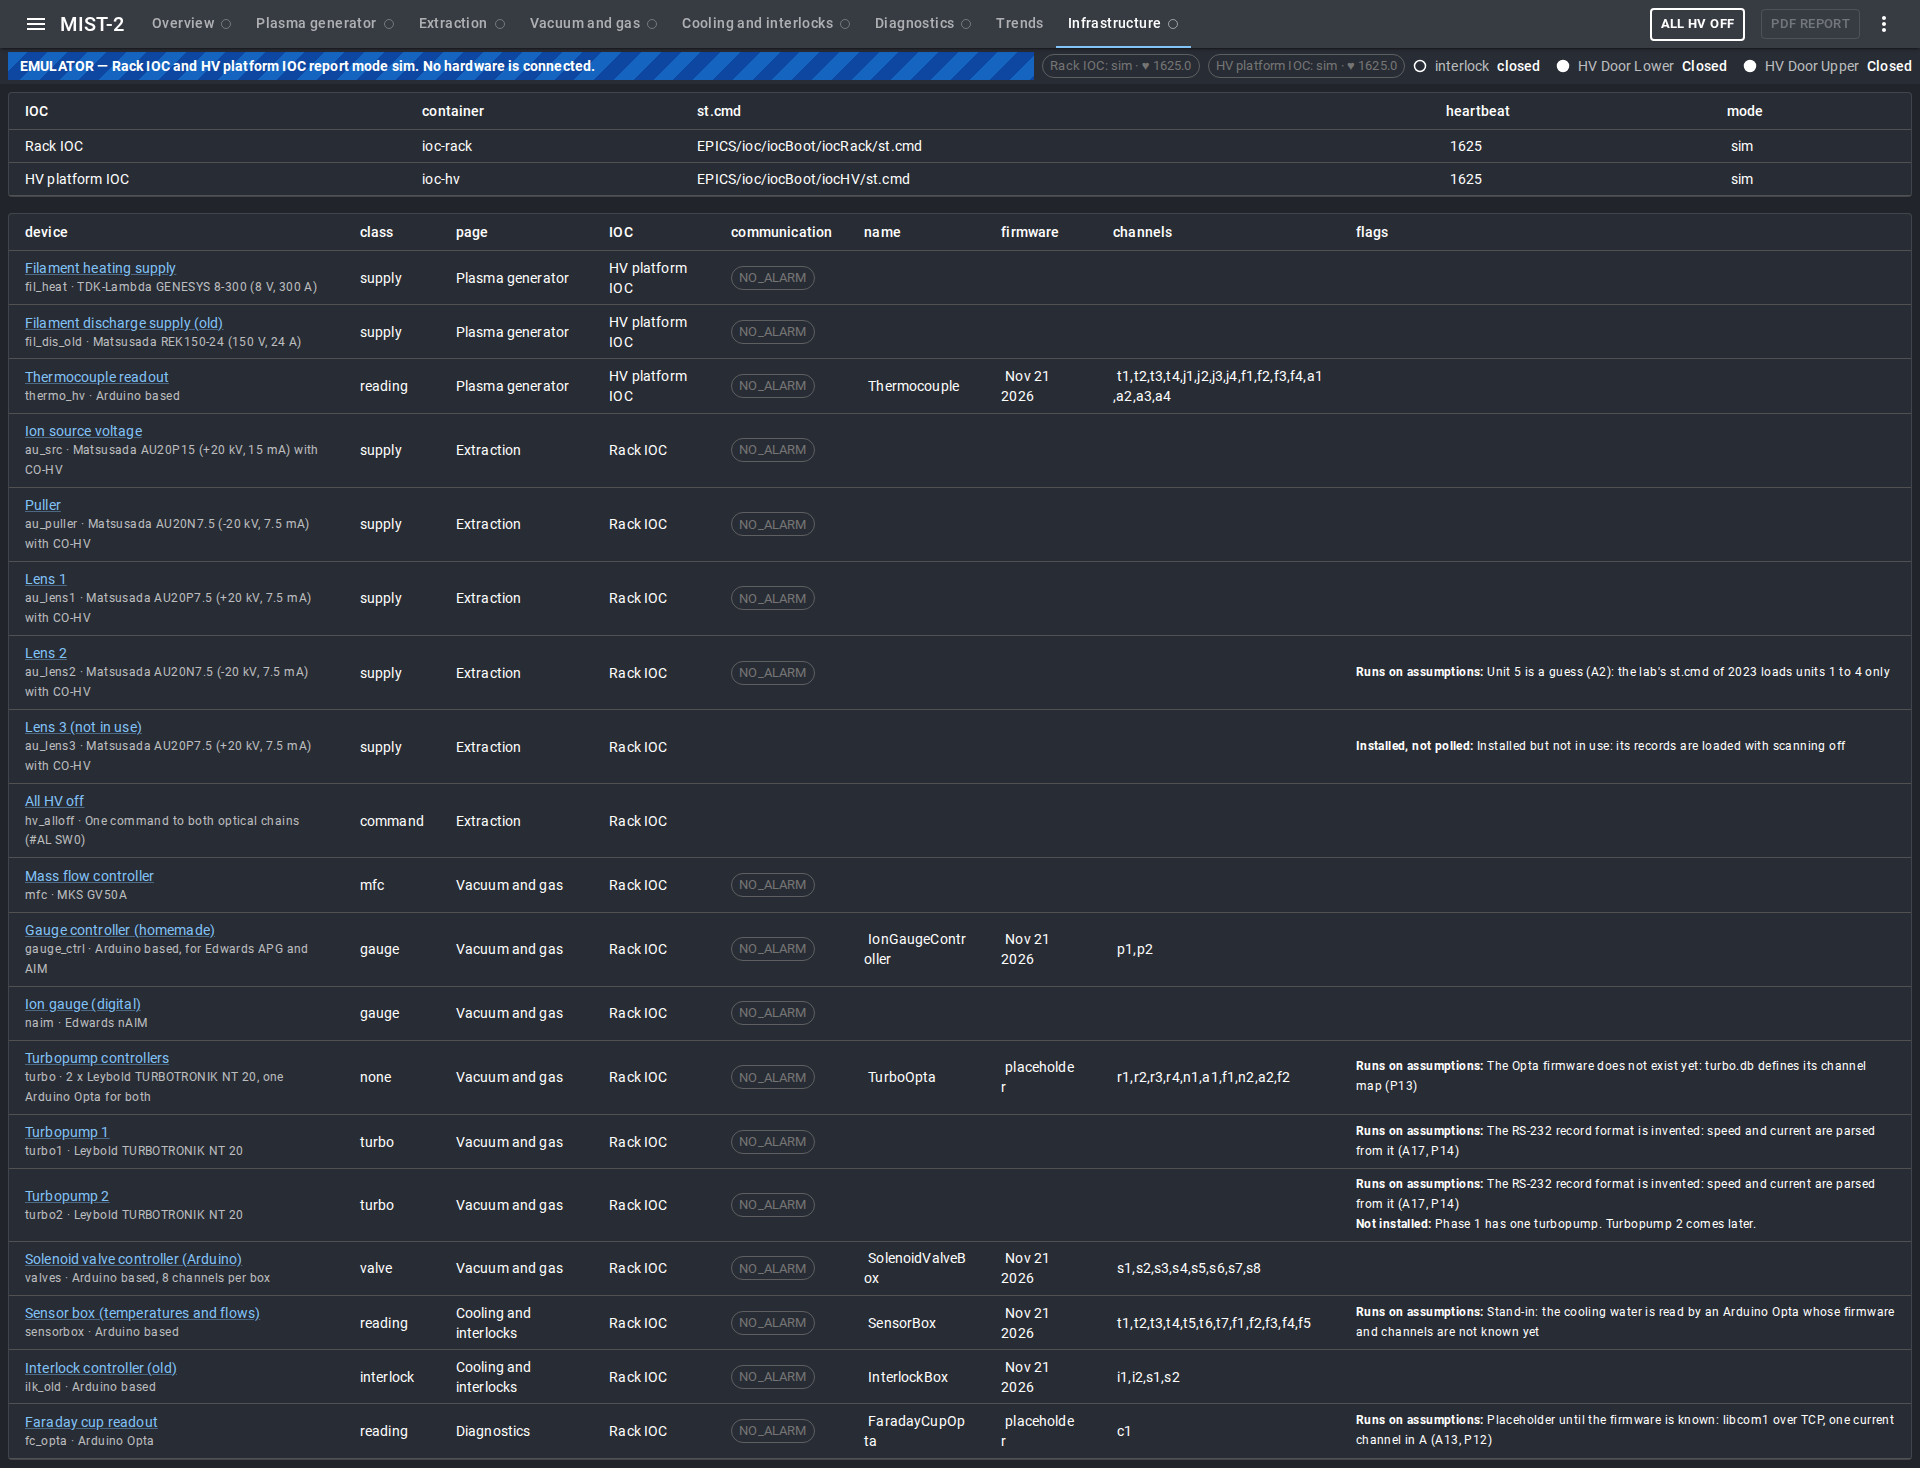 MIST-2 Overview Plasma generator Extraction Vacuum and gas Cooling and interlocks Diagnostics Trends Infrastructure ALL HV OFF PDF REPORT
EMULATOR — Rack IOC and HV platform IOC report mode sim. No hardware is connected. Rack IOC: sim · ♥ 1625.0 HV platform IOC: sim · ♥ 1625.0 interlock closed HV Door Lower Closed HV Door Upper Closed
IOC container st.cmd heartbeat mode
Rack IOC ioc-rack EPICS/ioc/iocBoot/iocRack/st.cmd 1625 sim
HV platform IOC ioc-hv EPICS/ioc/iocBoot/iocHV/st.cmd 1625 sim
device class page IOC communication name firmware channels flags
Filament heating supply
fil_heat · TDK-Lambda GENESYS 8-300 (8 V, 300 A)
supply Plasma generator HV platform
IOC
NO_ALARM
Filament discharge supply (old)
fil_dis_old · Matsusada REK150-24 (150 V, 24 A)
supply Plasma generator HV platform
IOC
NO_ALARM
Thermocouple readout
thermo_hv · Arduino based
reading Plasma generator HV platform
IOC
NO_ALARM Thermocouple Nov 21
2026
t1,t2,t3,t4,j1,j2,j3,j4,f1,f2,f3,f4,a1
,a2,a3,a4
Ion source voltage
au_src · Matsusada AU20P15 (+20 kV, 15 mA) with
CO-HV
supply Extraction Rack IOC NO_ALARM
Puller
au_puller · Matsusada AU20N7.5 (-20 kV, 7.5 mA)
with CO-HV
supply Extraction Rack IOC NO_ALARM
Lens 1
au_lens1 · Matsusada AU20P7.5 (+20 kV, 7.5 mA)
with CO-HV
supply Extraction Rack IOC NO_ALARM
Lens 2
au_lens2 · Matsusada AU20N7.5 (-20 kV, 7.5 mA)
with CO-HV
supply Extraction Rack IOC NO_ALARM Runs on assumptions: Unit 5 is a guess (A2): the lab's st.cmd of 2023 loads units 1 to 4 only
Lens 3 (not in use)
au_lens3 · Matsusada AU20P7.5 (+20 kV, 7.5 mA)
with CO-HV
supply Extraction Rack IOC Installed, not polled: Installed but not in use: its records are loaded with scanning off
All HV off
hv_alloff · One command to both optical chains
(#AL SW0)
command Extraction Rack IOC
Mass flow controller
mfc · MKS GV50A
mfc Vacuum and gas Rack IOC NO_ALARM
Gauge controller (homemade)
gauge_ctrl · Arduino based, for Edwards APG and
AIM
gauge Vacuum and gas Rack IOC NO_ALARM IonGaugeContr
oller
Nov 21
2026
p1,p2
Ion gauge (digital)
naim · Edwards nAIM
gauge Vacuum and gas Rack IOC NO_ALARM
Turbopump controllers
turbo · 2 x Leybold TURBOTRONIK NT 20, one
Arduino Opta for both
none Vacuum and gas Rack IOC NO_ALARM TurboOpta placeholde
r
r1,r2,r3,r4,n1,a1,f1,n2,a2,f2
Runs on assumptions: The Opta firmware does not exist yet: turbo.db defines its channel
map (P13)
Turbopump 1
turbo1 · Leybold TURBOTRONIK NT 20
turbo Vacuum and gas Rack IOC NO_ALARM
Runs on assumptions: The RS-232 record format is invented: speed and current are parsed
from it (A17, P14)
Turbopump 2
turbo2 · Leybold TURBOTRONIK NT 20
turbo Vacuum and gas Rack IOC NO_ALARM
Runs on assumptions: The RS-232 record format is invented: speed and current are parsed
from it (A17, P14)
Not installed: Phase 1 has one turbopump. Turbopump 2 comes later.
Solenoid valve controller (Arduino)
valves · Arduino based, 8 channels per box
valve Vacuum and gas Rack IOC NO_ALARM SolenoidValveB
ox
Nov 21
2026
s1,s2,s3,s4,s5,s6,s7,s8
Sensor box (temperatures and flows)
sensorbox · Arduino based
reading Cooling and
interlocks
Rack IOC NO_ALARM SensorBox Nov 21
2026
t1,t2,t3,t4,t5,t6,t7,f1,f2,f3,f4,f5
Runs on assumptions: Stand-in: the cooling water is read by an Arduino Opta whose firmware
and channels are not known yet
Interlock controller (old)
ilk_old · Arduino based
interlock Cooling and
interlocks
Rack IOC NO_ALARM InterlockBox Nov 21
2026
i1,i2,s1,s2
Faraday cup readout
fc_opta · Arduino Opta
reading Diagnostics Rack IOC NO_ALARM FaradayCupOp
ta
placeholde
r
c1
Runs on assumptions: Placeholder until the firmware is known: libcom1 over TCP, one current
channel in A (A13, P12)